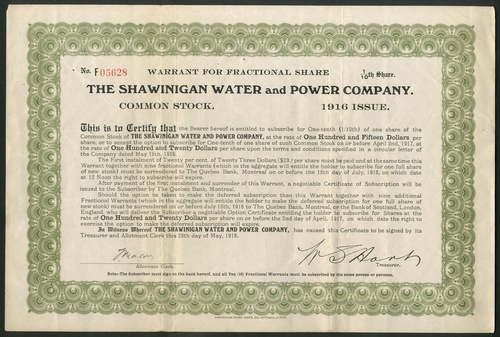 No. F 05628
WARRANT FOR FRACTIONAL SHARE
1/10th Share.
THE SHAWINIGAN WATER AND POWER COMPANY.
COMMON STOCK.
1916 ISSUE.
This is to Certify that the Bearer hereof is entitled to subscribe for One-tenth (1/10th) of one share of the
Common Stock of THE SHAWINIGAN WATER AND POWER COMPANY, at the rate of One Hundred and Fifteen Dollars
per share, or to accept the option to subscribe for One-tenth of one share of such Common Stock on or before April 2nd, 1917, at
the rate of One Hundred and Twenty Dollars per share upon the terms and conditions specified in a circular letter of
the Company dated May 15th, 1916.
The First instalment of Twenty per cent. of Twenty Three Dollars ($23.) per share must be paid and at the same time this
Warrant together with nine fractional Warrants (which in the aggregate will entitle the holder to subscribe for one full share
of new stock) must be surrendered to The Quebec Bank, Montreal on or before the 15th day of July, 1916, on which date
at 12 Noon the right to subscribe will expire.
After payment of the first instalment and surrender of this Warrant, a negotiable Certificate of Subscription will be
issued to the Subscriber by The Quebec Bank, Montreal.
Should the option be taken to make the deferred subscription than this Warrant together with nine additional
Fractional Warrants (which in the aggregate will entitle the holder to make the deferred subscription for one full share of
new stock) must be surrendered on or before July 15th, 1916 to The Quebec Bank, Montreal, or the Bank of Scotland, London,
England, who will deliver the Subscriber a negotiable Option Certificate entitling the holder to subscribe for Shares at the
rate of One Hundred and Twenty Dollars per share on or before the 2nd day of April, 1917, on which date the right to
exercise the option to make the deferred subscription will expire.
In Witness Whereof THE SHAWINIGAN WATER AND POWER COMPANY, has caused this Certificate to be signed by its
Treasurer and Allotment Clerk this 25th day of May, 1916.
Allotment Clerk.
W S Hart
Treasurer.
Note:-The Subscriber must sign on the back hereof, and all Ten (10) Fractional Warrants must be subscribed by the same person or persons.